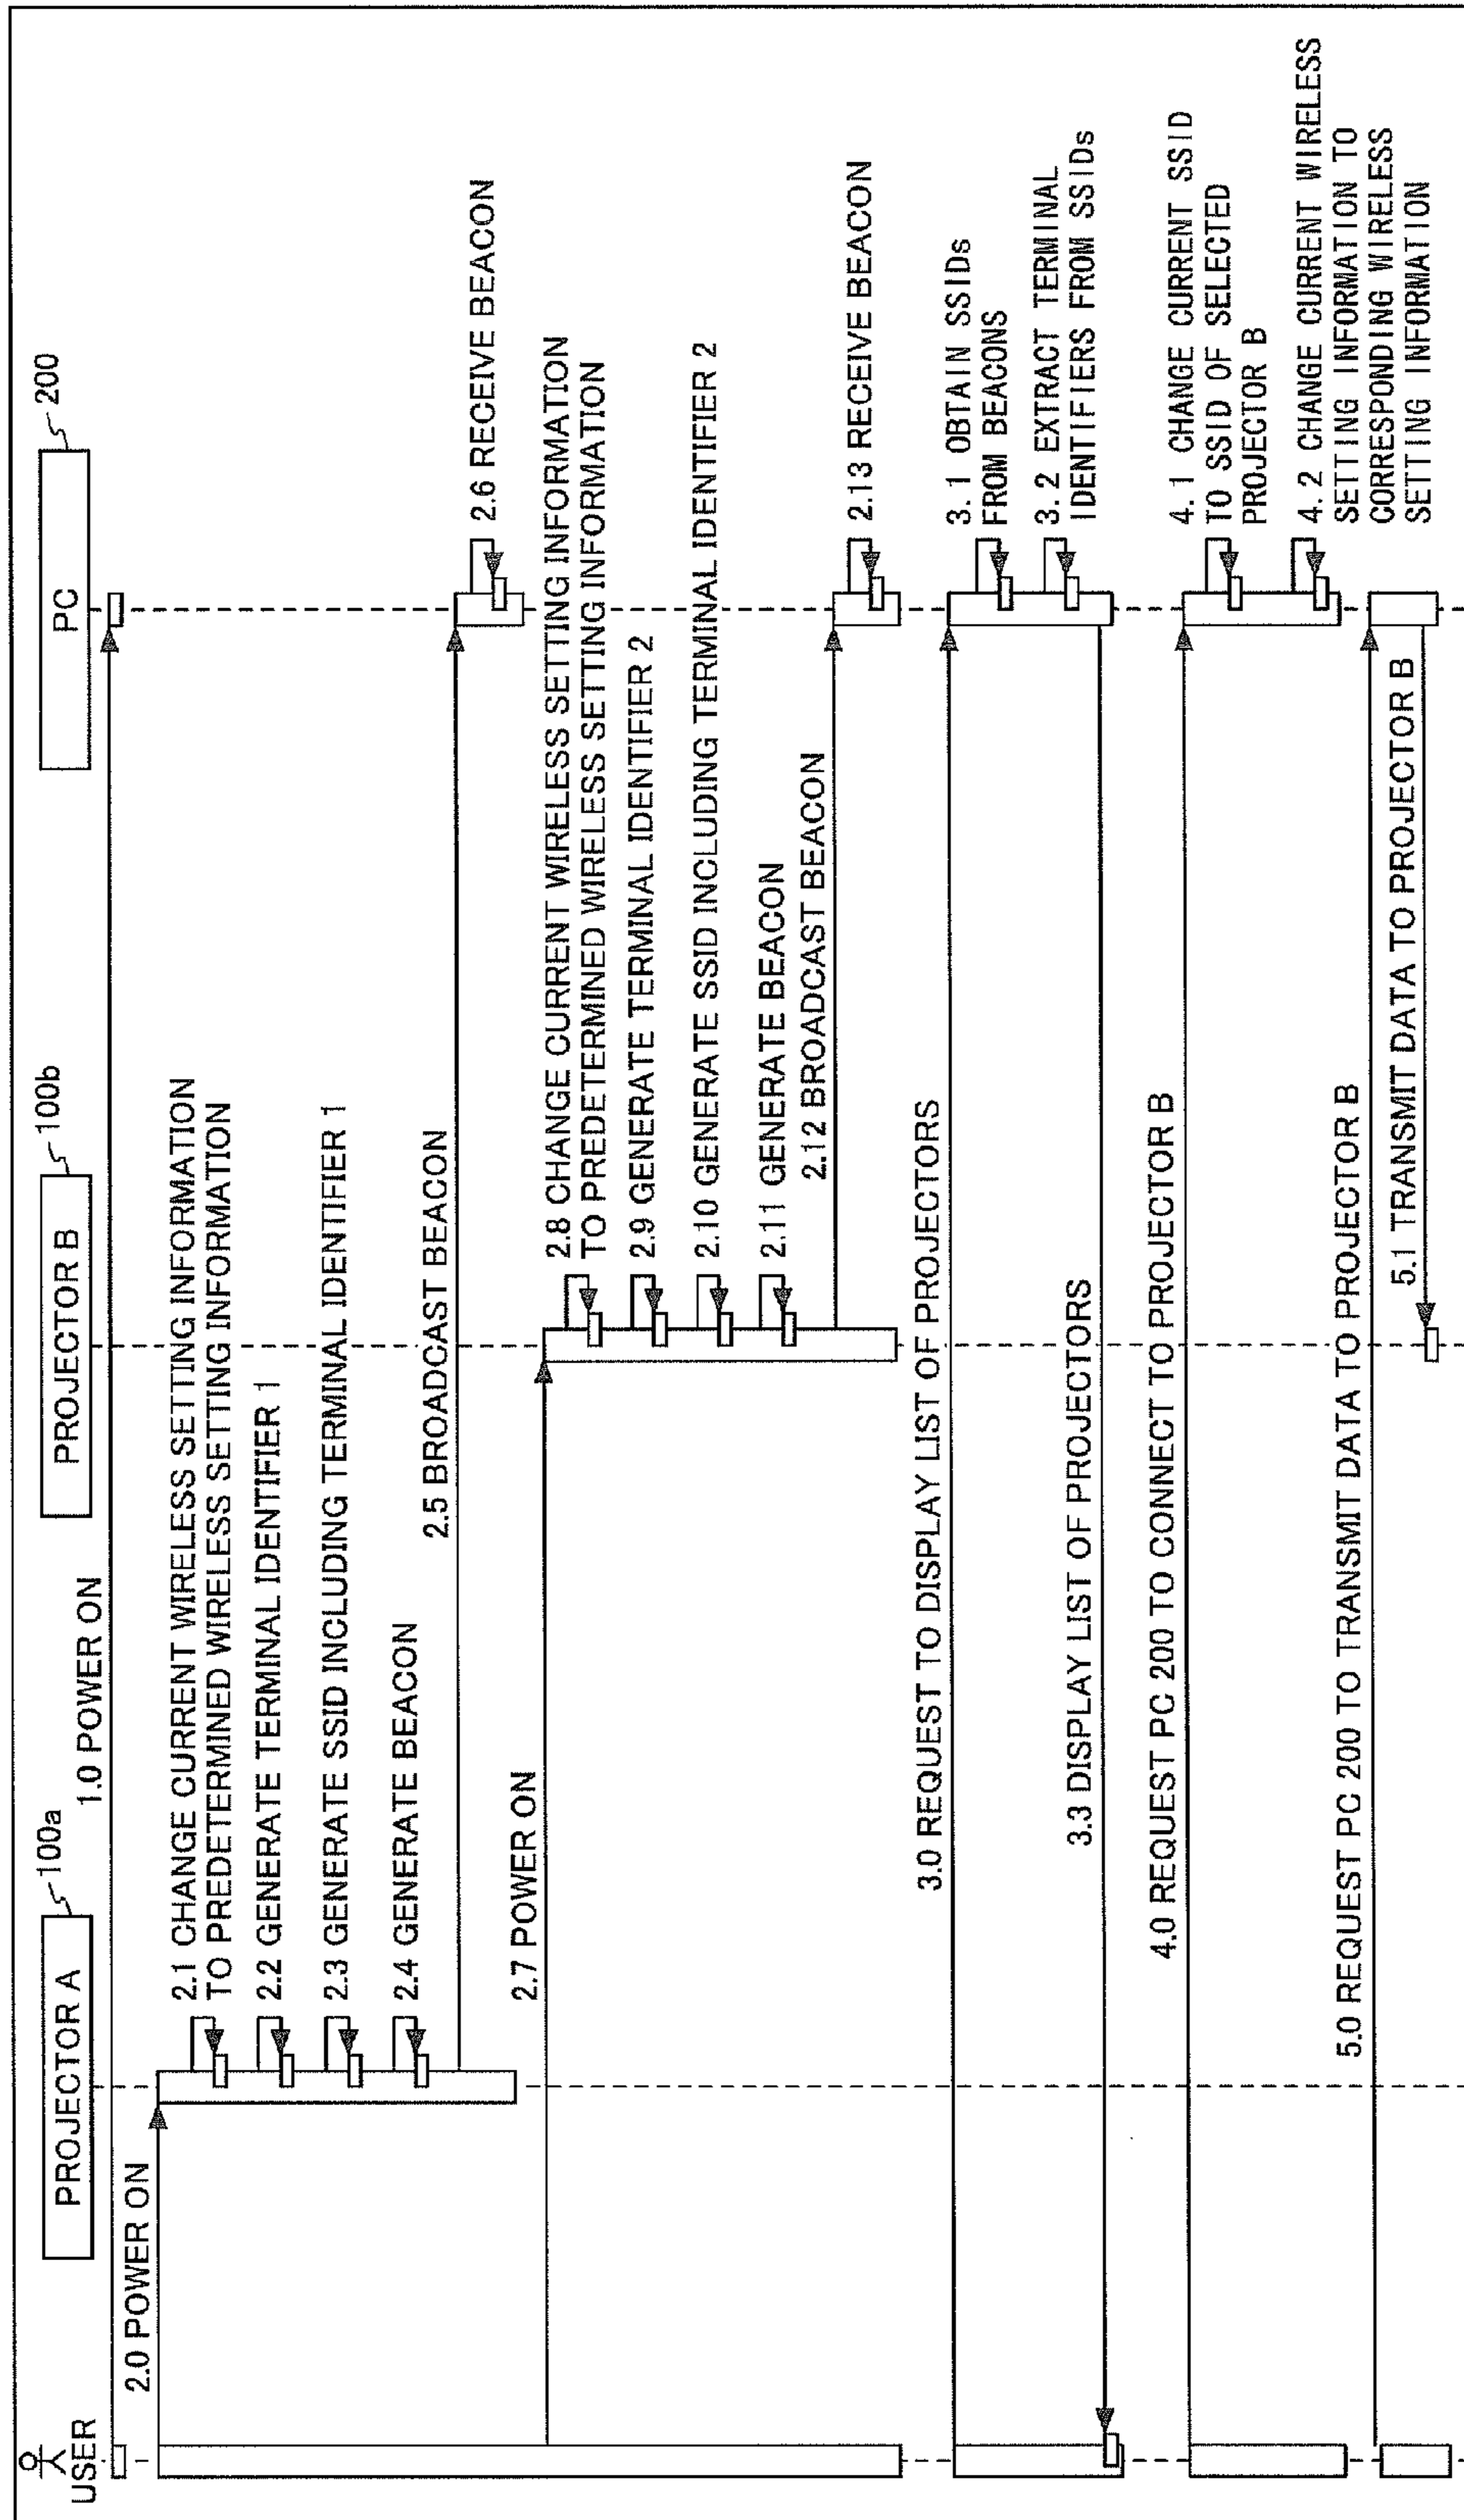 USER
PROJECTOR A
100a
PROJECTOR B
100b
PC
200
1.0 POWER ON
2.0 POWER ON
2.1 CHANGE CURRENT WIRELESS SETTING INFORMATION
TO PREDETERMINED WIRELESS SETTING INFORMATION
2.2 GENERATE TERMINAL IDENTIFIER 1
2.3 GENERATE SSID INCLUDING TERMINAL IDENTIFIER 1
2.4 GENERATE BEACON
2.5 BROADCAST BEACON
2.6 RECEIVE BEACON
2.7 POWER ON
2.8 CHANGE CURRENT WIRELESS SETTING INFORMATION
TO PREDETERMINED WIRELESS SETTING INFORMATION
2.9 GENERATE TERMINAL IDENTIFIER 2
2.10 GENERATE SSID INCLUDING TERMINAL IDENTIFIER 2
2.11 GENERATE BEACON
2.12 BROADCAST BEACON
2.13 RECEIVE BEACON
3.0 REQUEST TO DISPLAY LIST OF PROJECTORS
3.1 OBTAIN SSIDs
FROM BEACONS
3.2 EXTRACT TERMINAL
IDENTIFIERS FROM SSIDs
3.3 DISPLAY LIST OF PROJECTORS
4.0 REQUEST PC 200 TO CONNECT TO PROJECTOR B
4.1 CHANGE CURRENT SSID
TO SSID OF SELECTED
PROJECTOR B
4.2 CHANGE CURRENT WIRELESS
SETTING INFORMATION TO
CORRESPONDING WIRELESS
SETTING INFORMATION
5.0 REQUEST PC 200 TO TRANSMIT DATA TO PROJECTOR B
5.1 TRANSMIT DATA TO PROJECTOR B